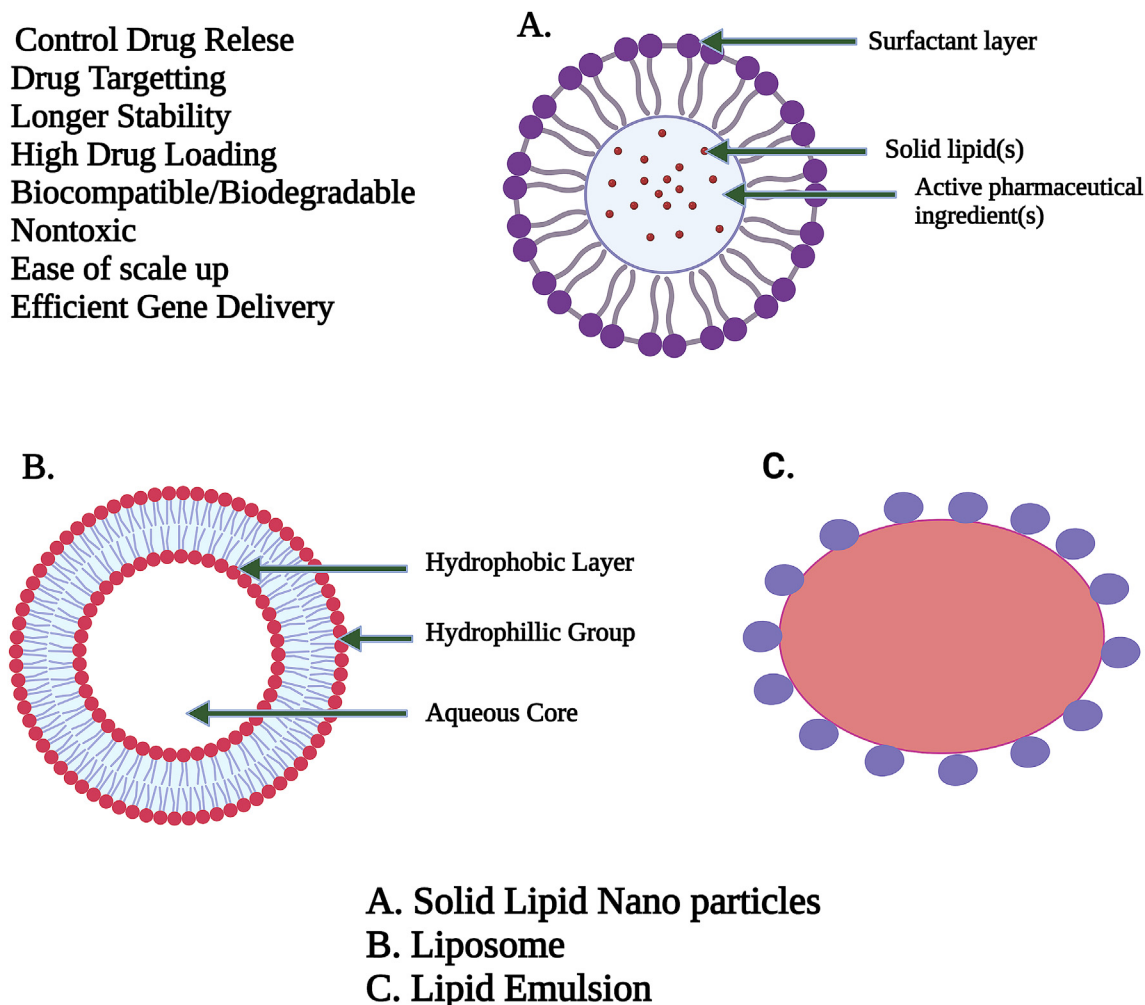 Control Drug Relese
Drug Targetting
Longer Stability
High Drug Loading
Biocompatible/Biodegradable
Nontoxic
Ease of scale up
Efficient Gene Delivery
A.
Surfactant layer
Solid lipid(s)
Active pharmaceutical
ingredient(s)
B.
Hydrophobic Layer
Hydrophillic Group
Aqueous Core
C.
A. Solid Lipid Nano particles
B. Liposome
C. Lipid Emulsion